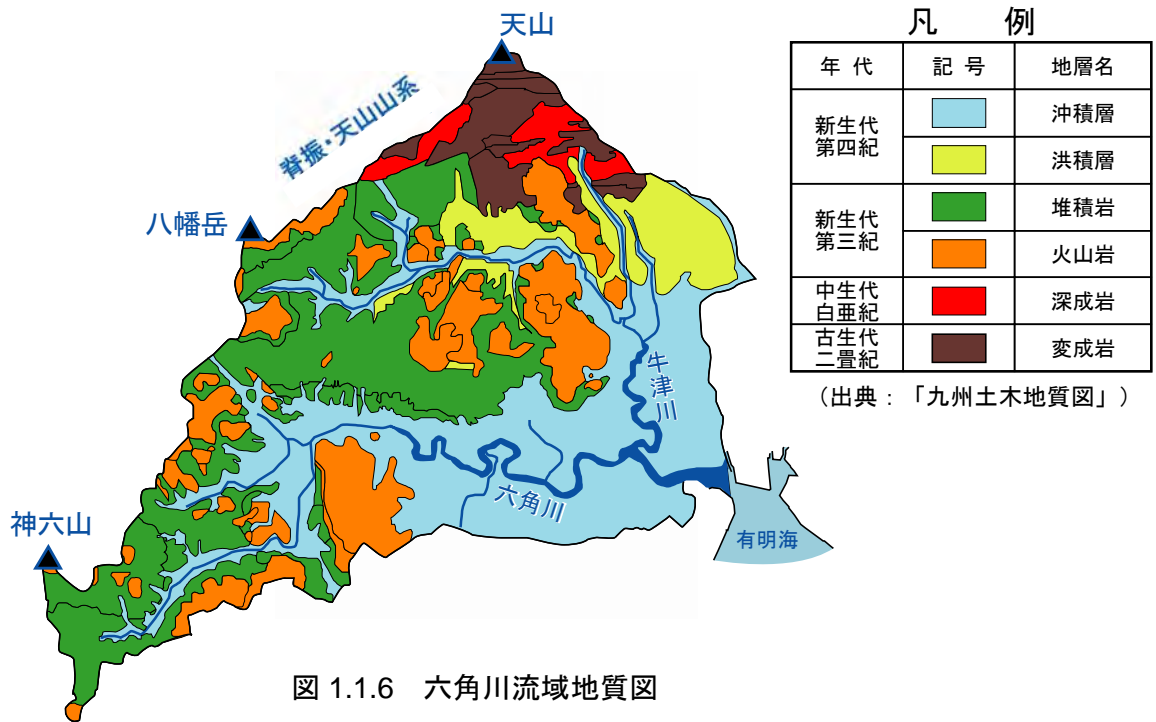 天山
脊振・天山山系
八幡岳
牛津川
六角川
神六山
有明海
凡 例
年 代 記 号 地層名
新生代
第四紀
沖積層
洪積層
新生代
第三紀
堆積岩
火山岩
中生代
白亜紀
深成岩
古生代
二畳紀
変成岩
(出典:「九州土木地質図」)
図 1.1.6 六角川流域地質図